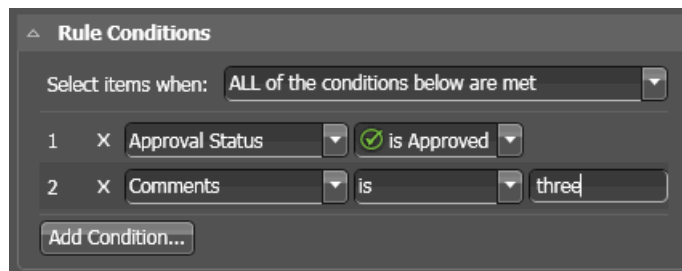 Rule Conditions
Select items when: ALL of the conditions below are met
1 X Approval Status is Approved
2 X Comments is three
Add Condition...